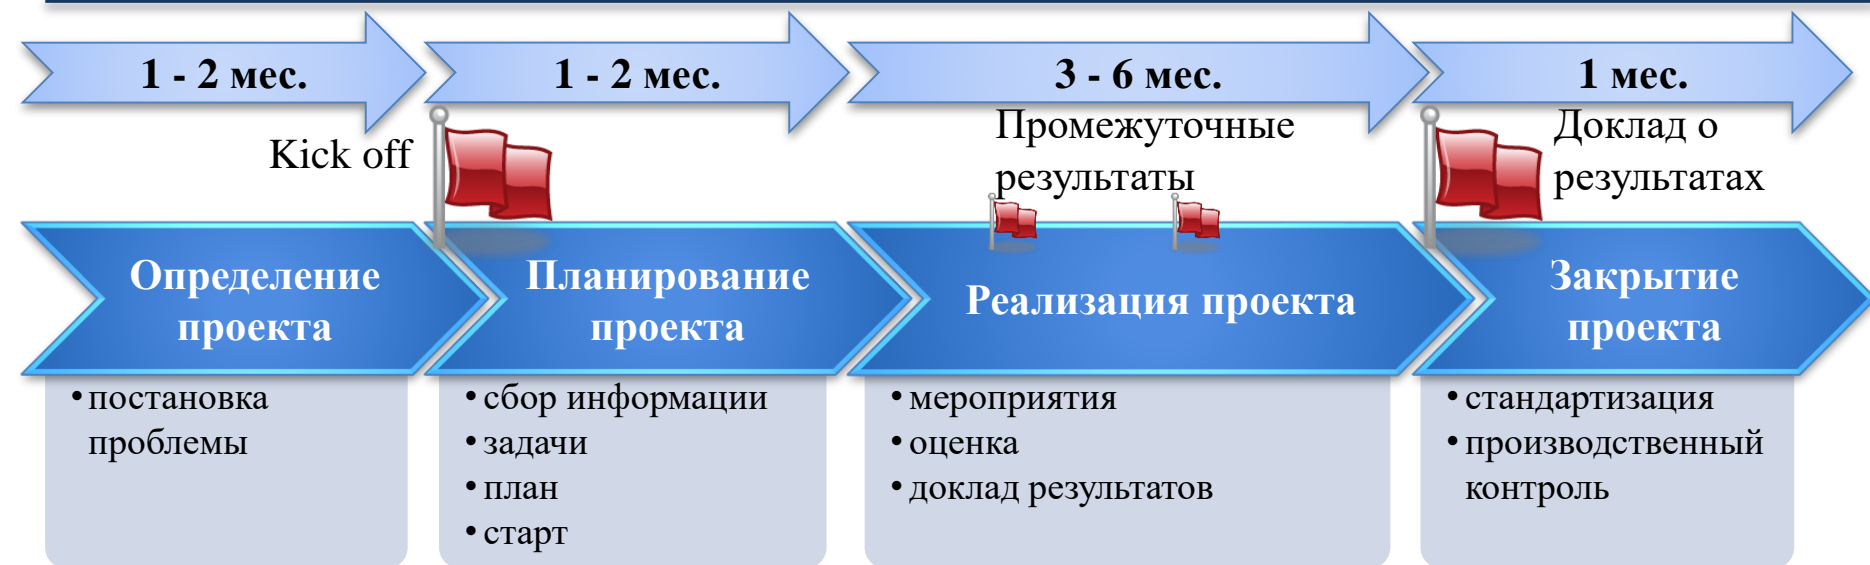 1 - 2 мес.
1 - 2 мес.
3 - 6 мес.
1 мес.
Kick off
Промежуточные
результаты
Доклад о
результатах
Определение
проекта
Планирование
проекта
Реализация проекта
Закрытие
проекта
• постановка
проблемы
• сбор информации
• задачи
• план
• старт
• мероприятия
• оценка
• доклад результатов
• стандартизация
• производственный
контроль